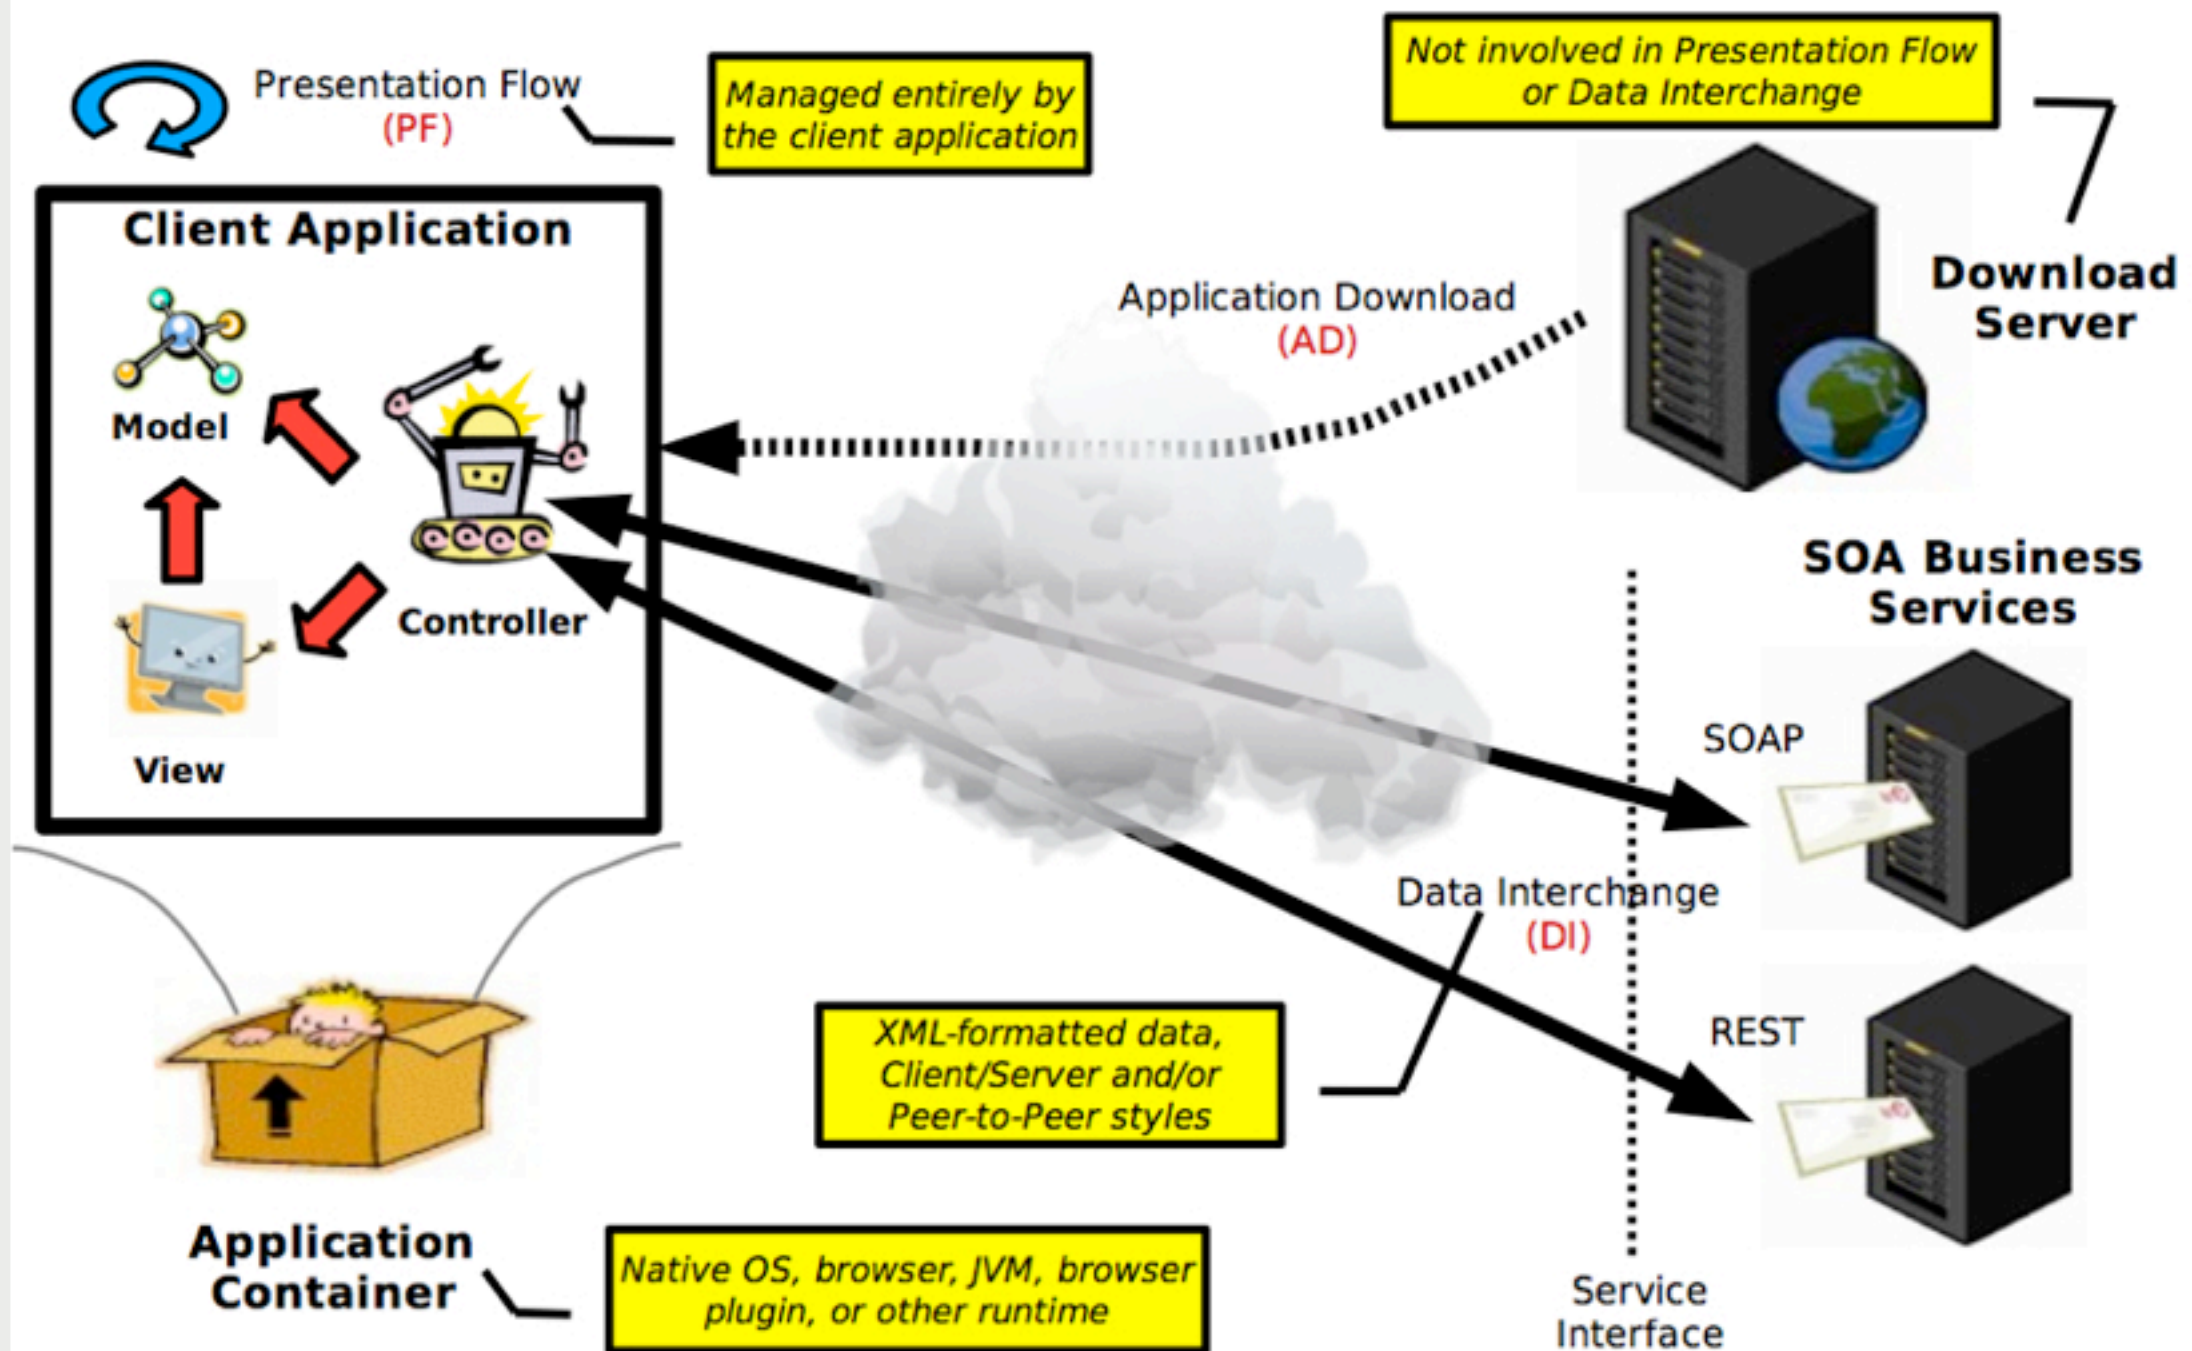 Presentation Flow
(PF)
Managed entirely by
the client application
Not involved in Presentation Flow
or Data Interchange
Client Application
Model
Controller
View
Application Download
(AD)
Download
Server
SOA Business
Services
SOAP
Data Interchange
(DI)
REST
XML-formatted data,
Client/Server and/or
Peer-to-Peer styles
Application
Container
Native OS, browser, JVM, browser
plugin, or other runtime
Service
Interface